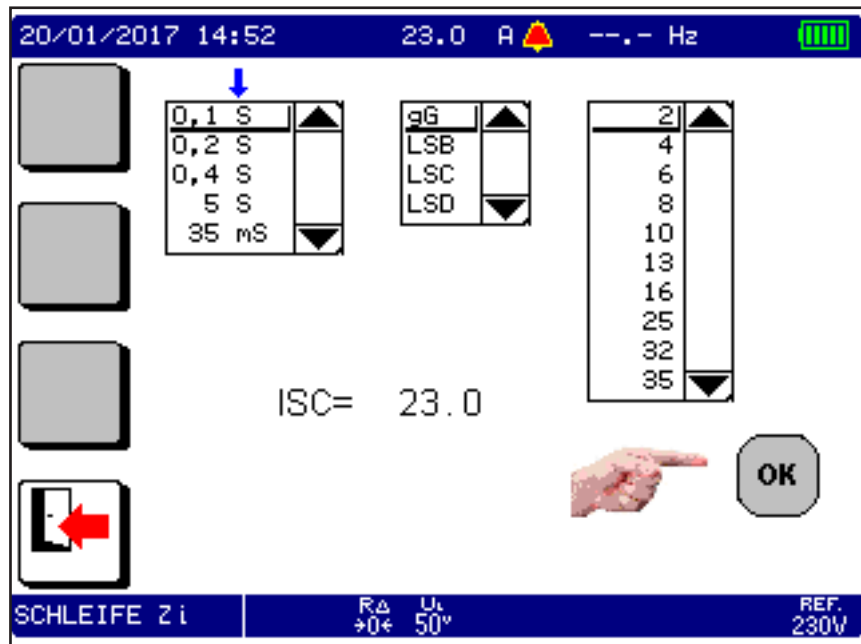 20/01/2017 14:52 23.0 A --.- Hz
0,1 S
0,2 S
0,4 S
5 S
35 mS
gG
LSB
LSC
LSD
2
4
6
8
10
13
16
25
32
35
ISC= 23.0
OK
SCHLEIFE Zi
RΔ
→0←
UL
50V
REF.
230V